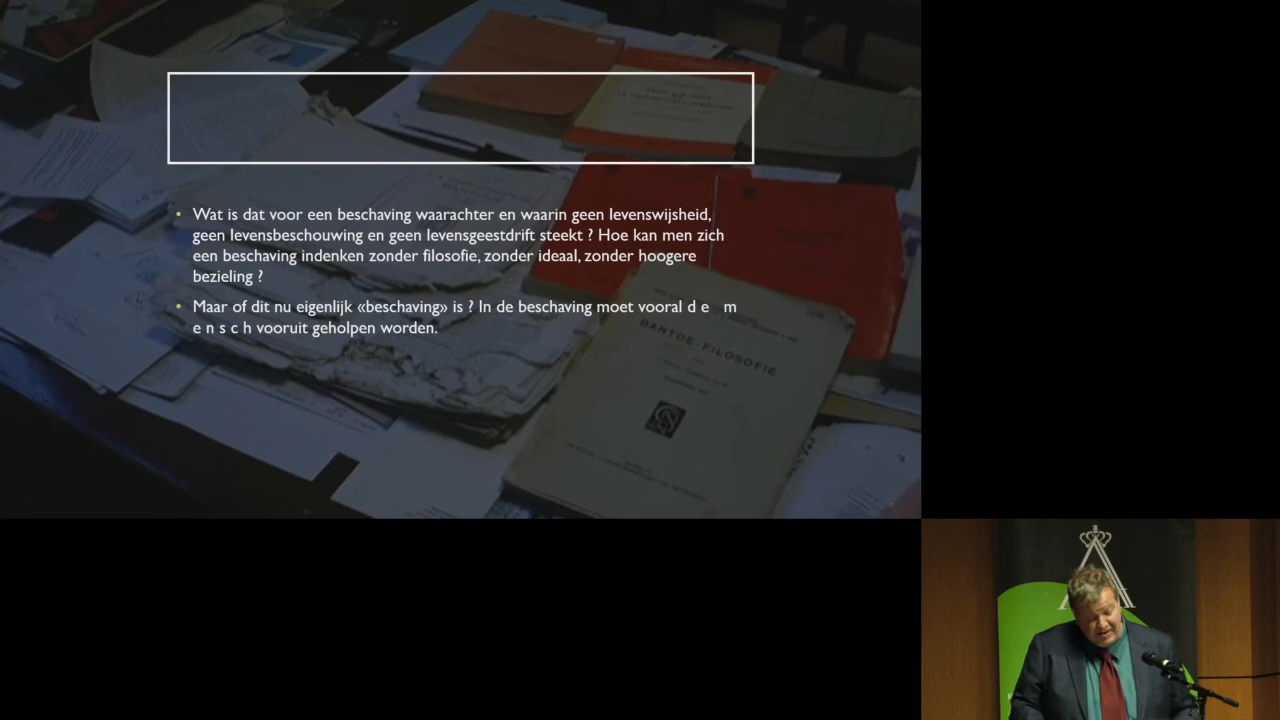 Wat is dat voor een beschaving waarachter en waarin geen levenswijsheid,
geen levensbeschouwing en geen levensgeestdrift steekt ? Hoe kan men zich
een beschaving indenken zonder filosofie, zonder ideaal, zonder hoogere
bezieling ?
Maar of dit nu eigenlijk «beschaving» is ? In de beschaving moet vooral d e m
e n s c h vooruit geholpen worden.
BANTOE-FILOSOFIE